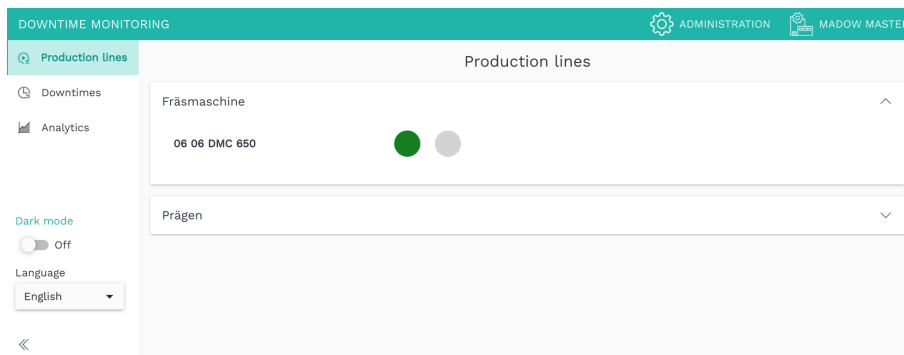 DOWNTIME MONITORING
ADMINISTRATION
MADOW MASTER
Production lines
Downtimes
Analytics
Dark mode
Off
Language
English
Production lines
Fräsmaschine
06 06 DMC 650
Prägen